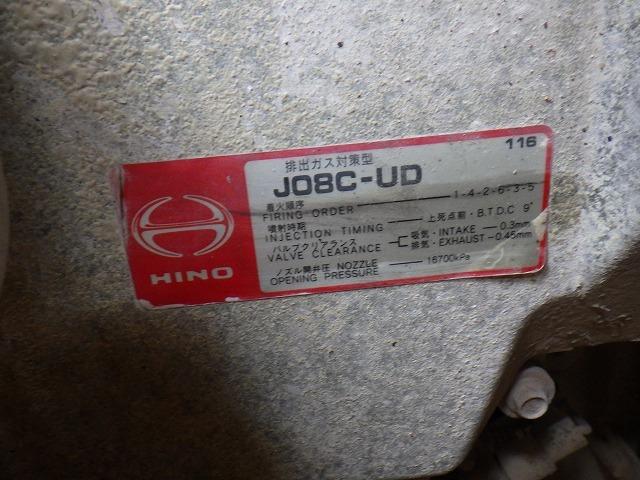 116
排出ガス対策型
J08C-UD
着火順序
FIRING ORDER 1-4-2-6-3-5
噴射時期
INJECTION TIMING 上死点前・B.T.D.C 9°
バルブクリアランス 吸気・INTAKE 0.3mm
VALVE CLEARANCE 排気・EXHAUST 0.45mm
ノズル開弁圧 NOZZLE
OPENING PRESSURE 16700kPa
HINO